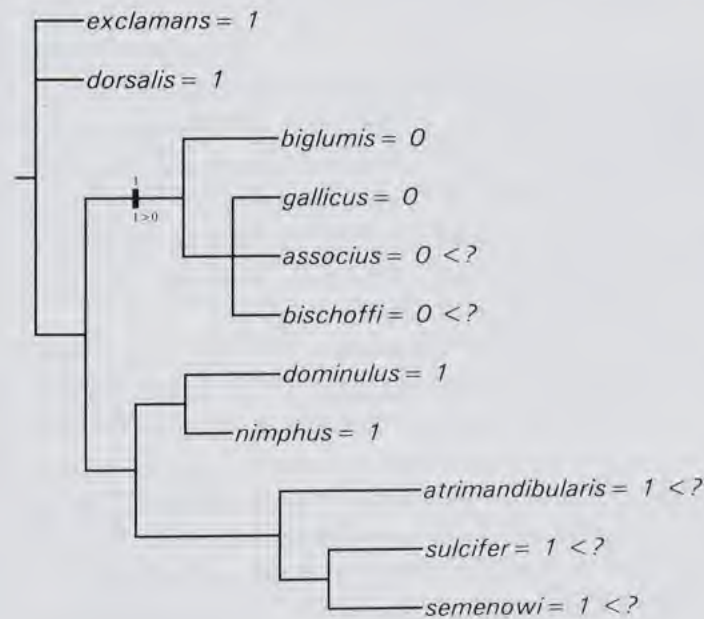 exclamans = 1
dorsalis = 1
biglumis = 0
1
1 > 0
gallicus = 0
associus = 0 < ?
bischoffi = 0 < ?
dominulus = 1
nimphus = 1
atrimandibularis = 1 < ?
sulcifer = 1 < ?
semenowi = 1 < ?